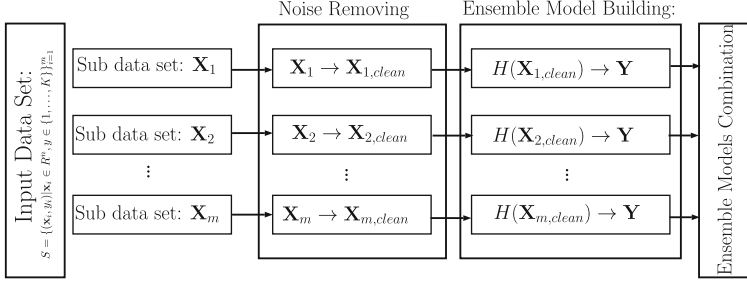 Noise Removing
Ensemble Model Building:
Input Data Set:
S = {(x_i, y_i)|x_i ∈ R^n, y ∈ {1, ..., K}}_{i=1}^m
Sub data set: X_1
X_1 → X_{1,clean}
H(X_{1,clean}) → Y
Sub data set: X_2
X_2 → X_{2,clean}
H(X_{2,clean}) → Y
⋮ ⋮ ⋮
Sub data set: X_m
X_m → X_{m,clean}
H(X_{m,clean}) → Y
Ensemble Models Combination